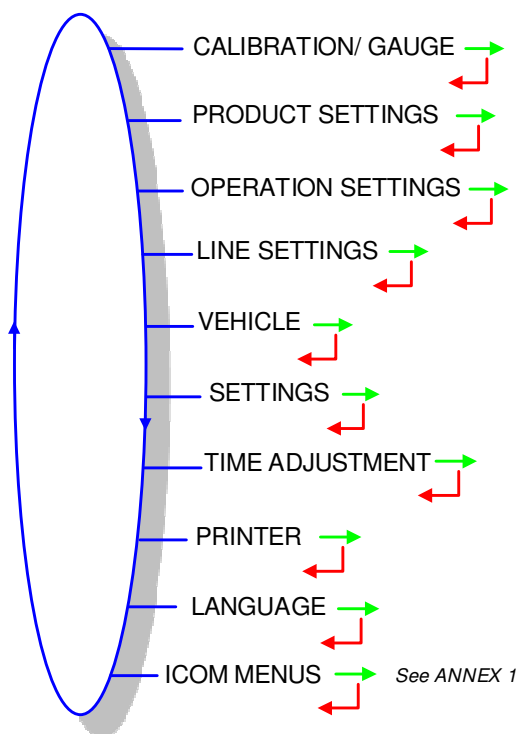 CALIBRATION/ GAUGE
PRODUCT SETTINGS
OPERATION SETTINGS
LINE SETTINGS
VEHICLE
SETTINGS
TIME ADJUSTMENT
PRINTER
LANGUAGE
ICOM MENUS See ANNEX 1